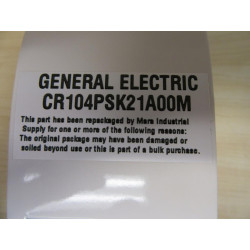 GENERAL ELECTRIC
CR104PSK21A00M
This part has been repackaged by Mara Industrial
Supply for one or more of the following reasons:
The original package may have been damaged or
soiled beyond use or this is part of a bulk purchase.